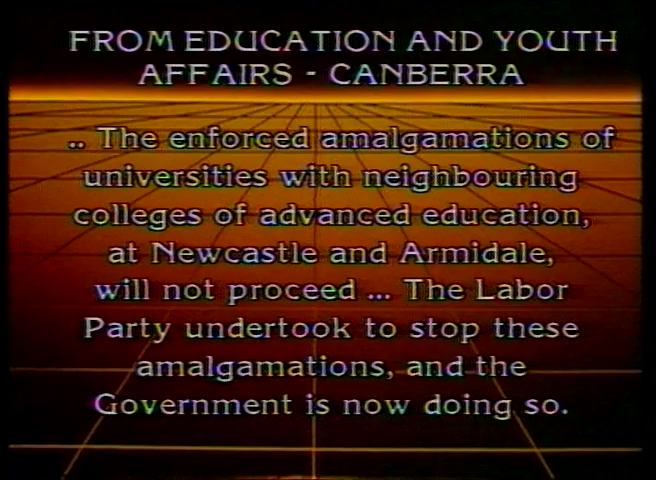 FROM EDUCATION AND YOUTH
AFFAIRS - CANBERRA
.. The enforced amalgamations of
universities with neighbouring
colleges of advanced education,
at Newcastle and Armidale,
will not proceed ... The Labor
Party undertook to stop these
amalgamations, and the
Government is now doing so.